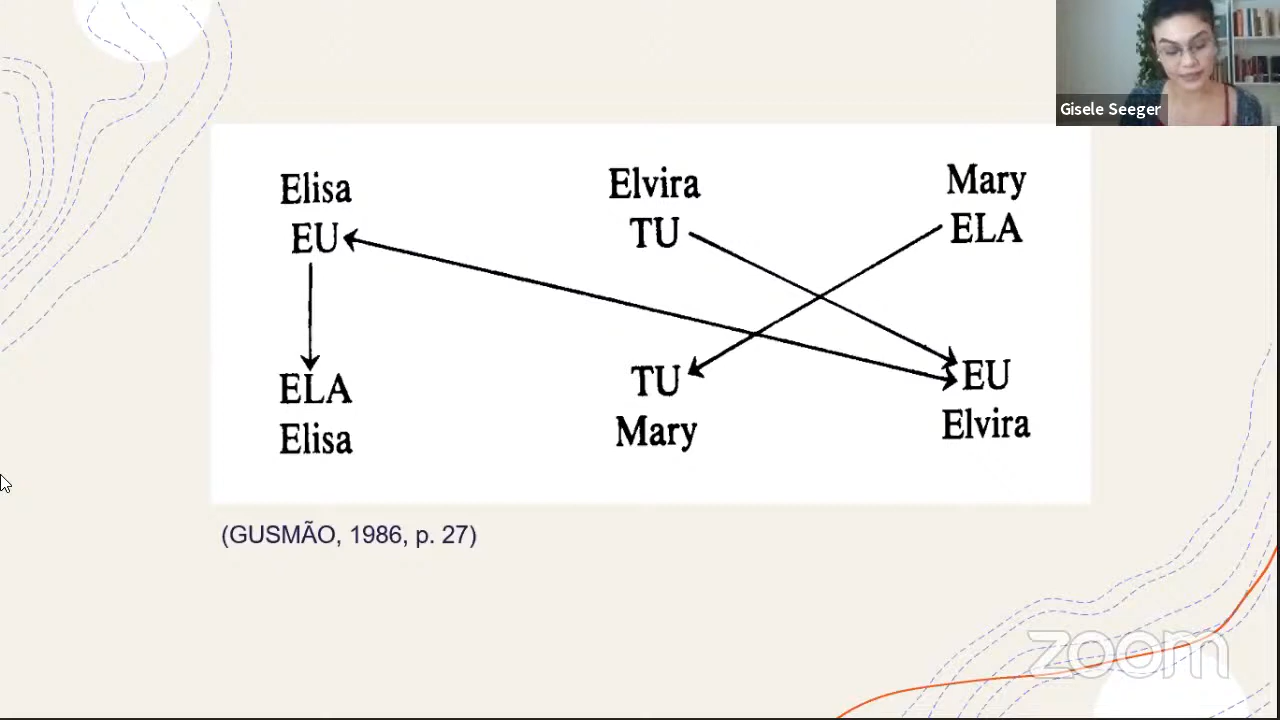 Gisele Seeger
Elisa
EU
Elvira
TU
Mary
ELA
ELA
Elisa
TU
Mary
EU
Elvira
(GUSMÃO, 1986, p. 27)
zoom